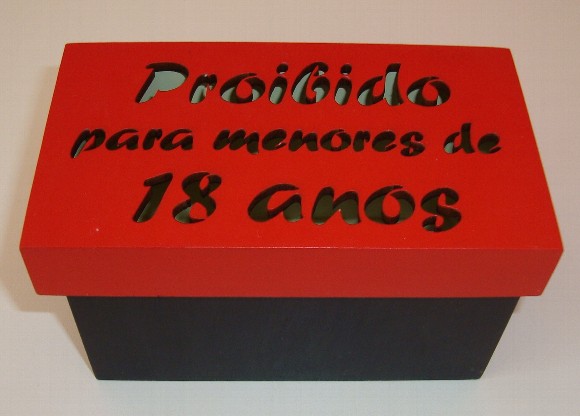 Proibido
para menores de
18 anos